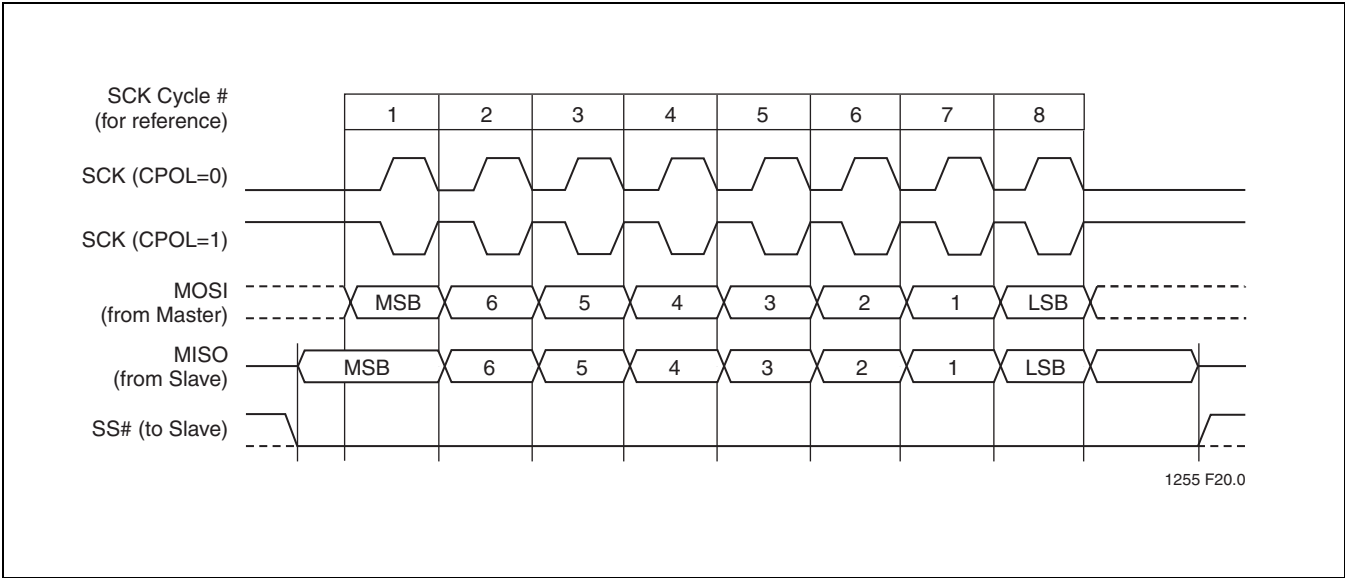 SCK Cycle #
(for reference)
1 2 3 4 5 6 7 8
SCK (CPOL=0)
SCK (CPOL=1)
MOSI
(from Master)
MSB 6 5 4 3 2 1 LSB
MISO
(from Slave)
MSB 6 5 4 3 2 1 LSB
SS# (to Slave)
1255 F20.0